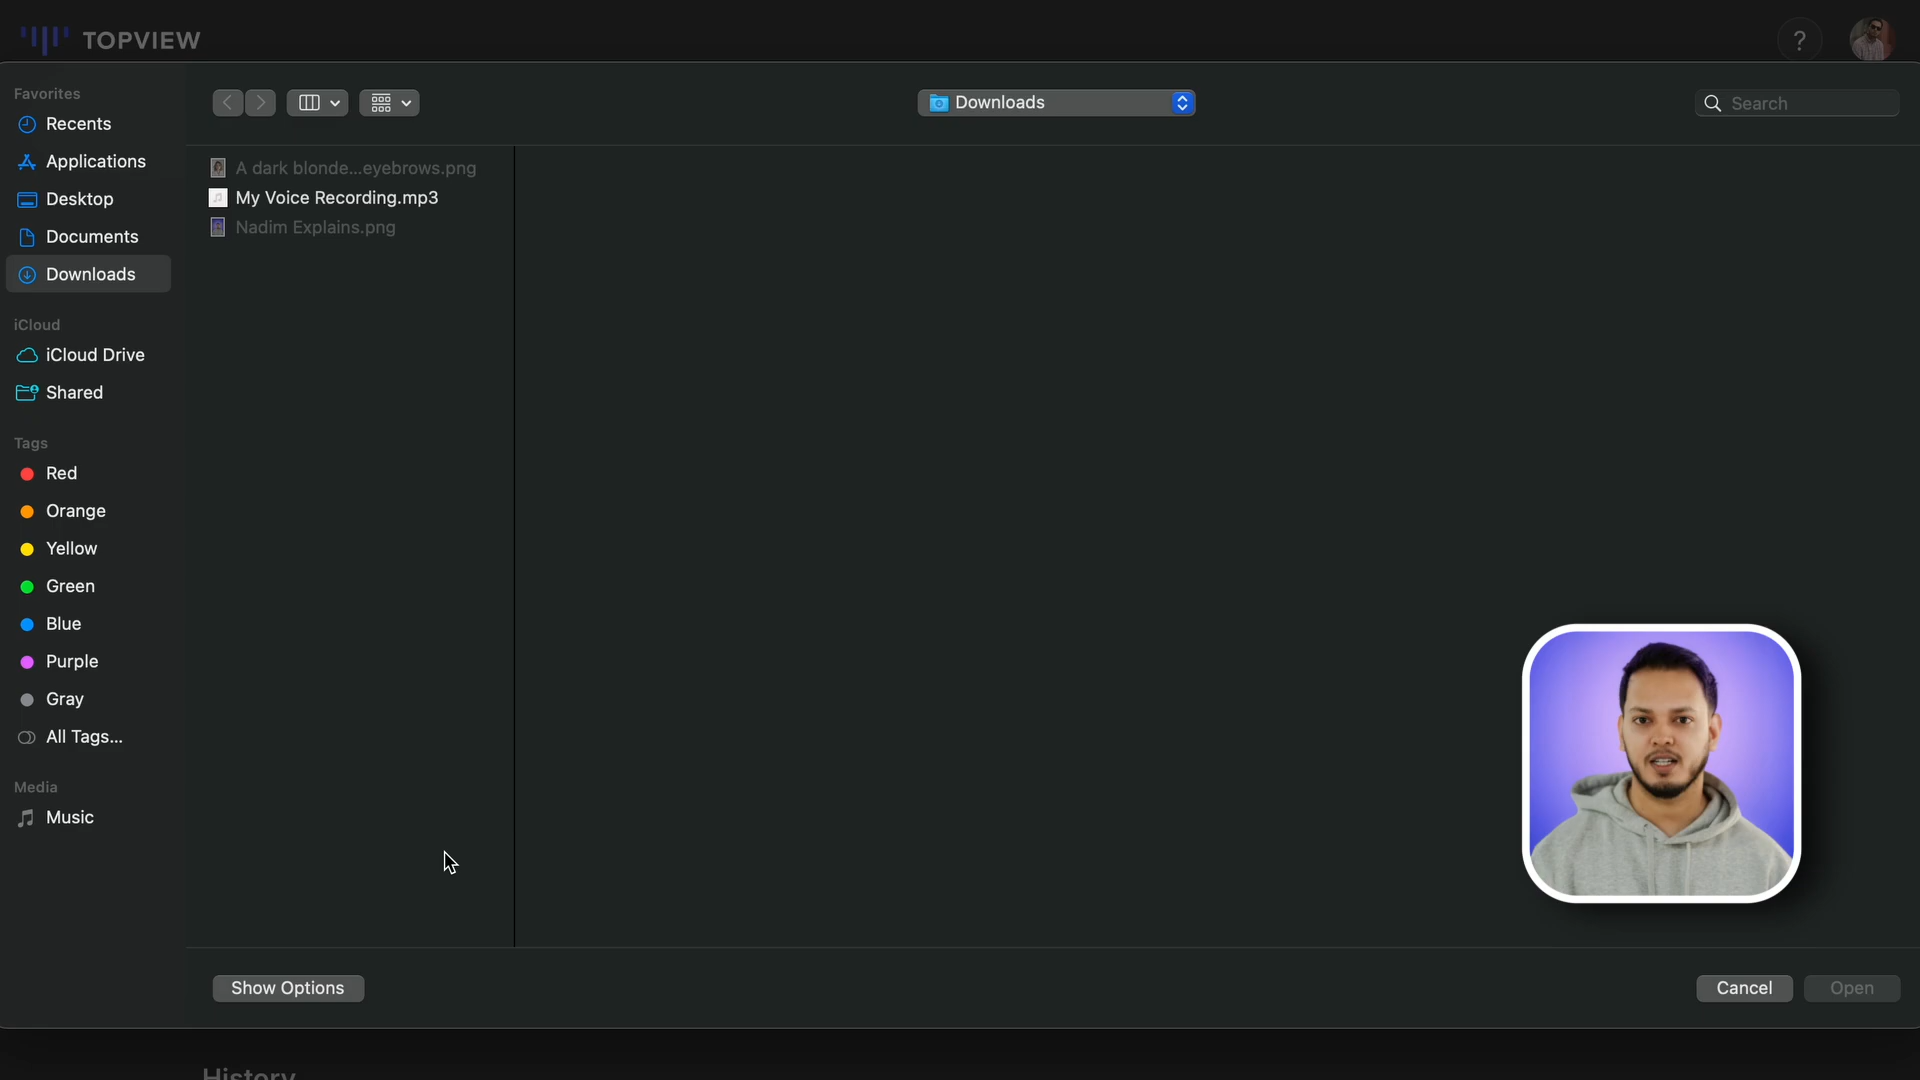 TOPVIEW
?
Favorites
Recents
Applications
Desktop
Documents
Downloads
iCloud
iCloud Drive
Shared
Tags
Red
Orange
Yellow
Green
Blue
Purple
Gray
All Tags...
Media
Music
Downloads
Search
A dark blonde...eyebrows.png
My Voice Recording.mp3
Nadim Explains.png
Show Options
Cancel
Open
History